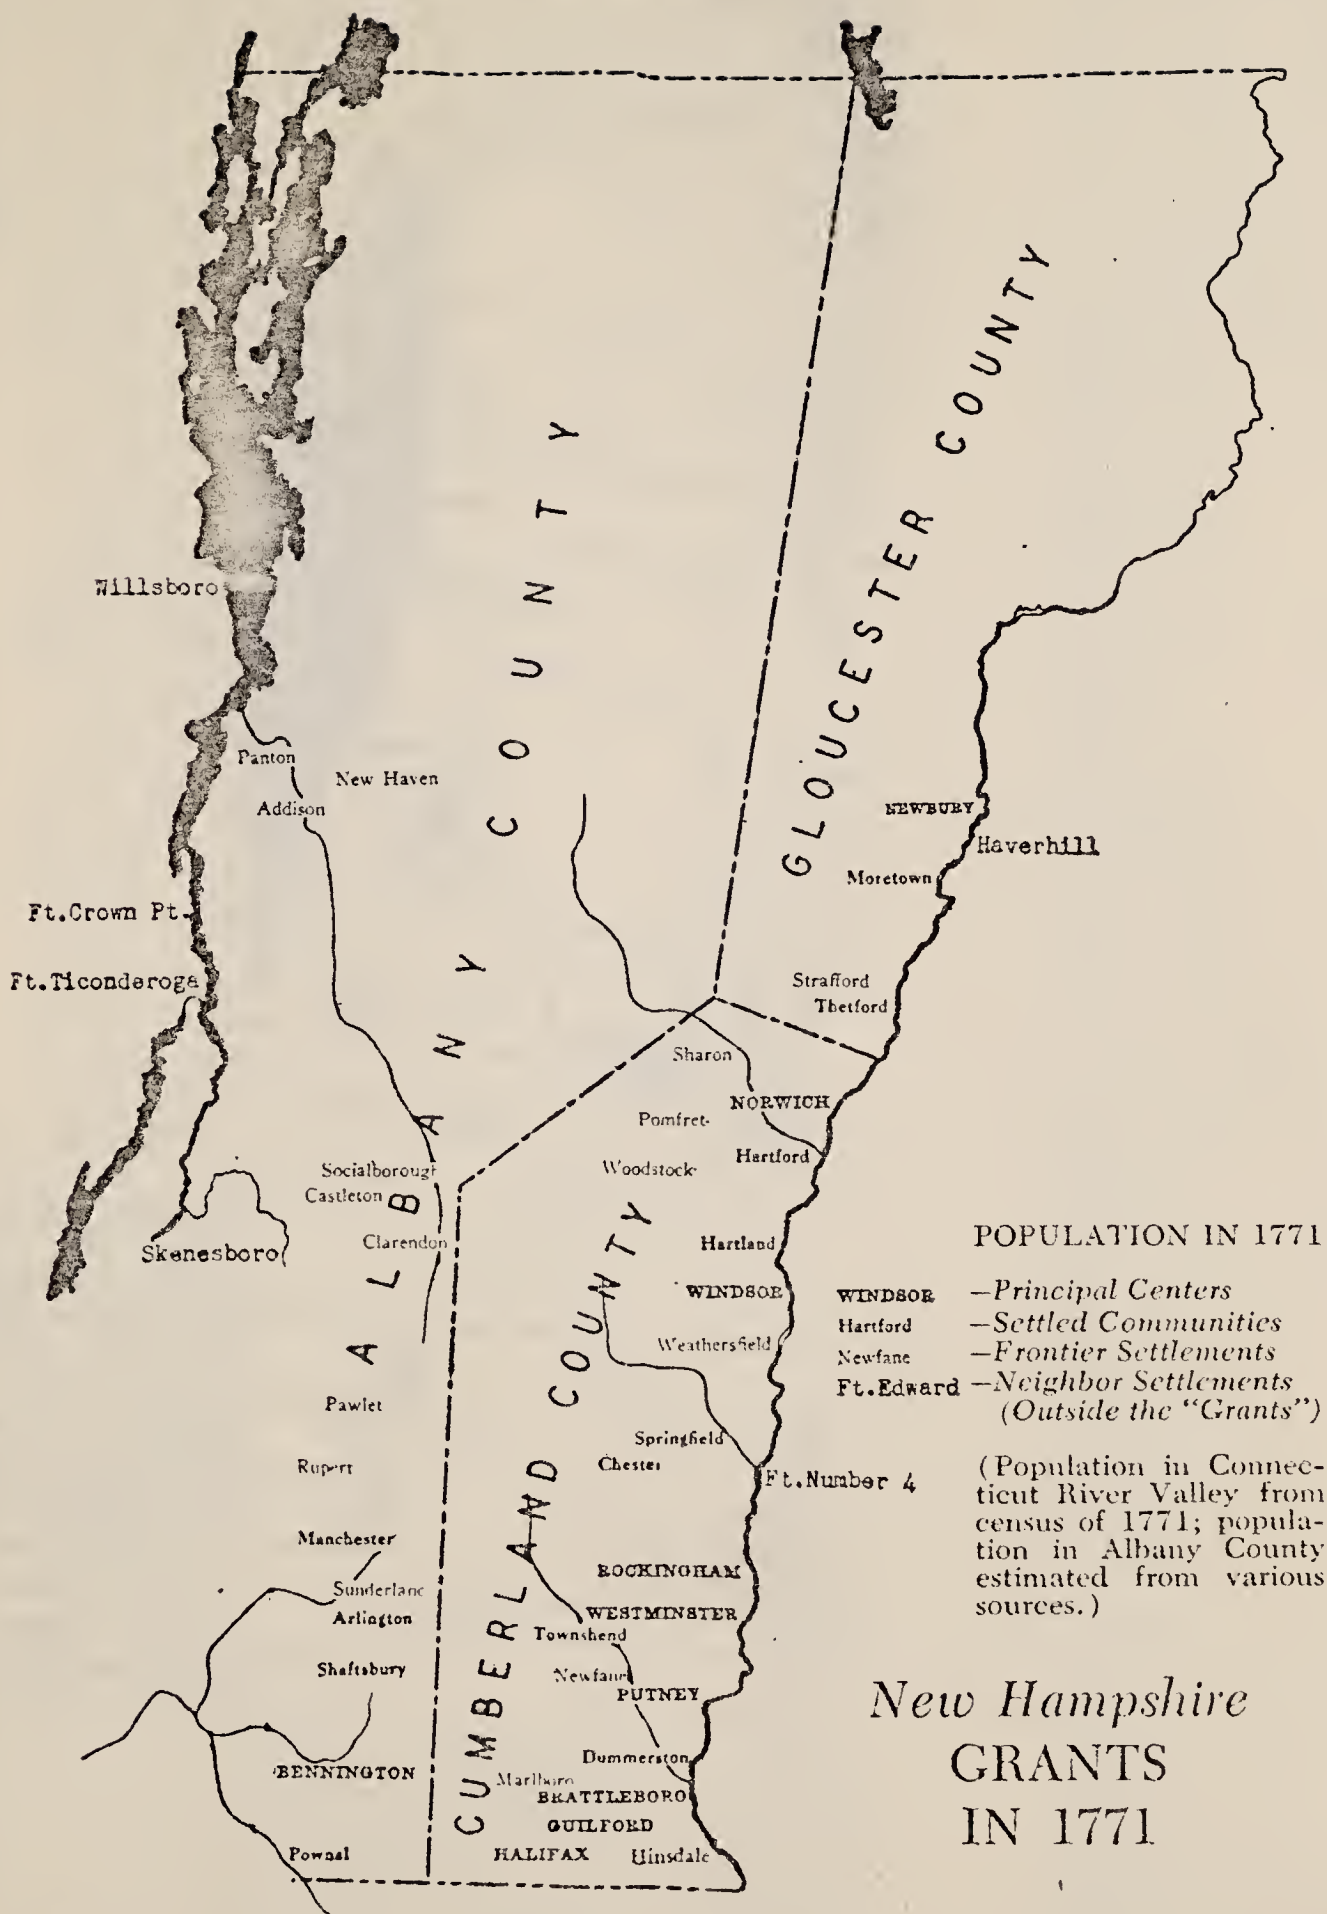 ALBANY COUNTY
GLOUCESTER COUNTY
CUMBERLAND COUNTY
Willsboro
Panton
New Haven
Addison
NEWBURY
Haverhill
Moretown
Ft.Crown Pt.
Ft.Ticonderoga
Strafford
Thetford
Sharon
NORWICH
Pomfret
Hartford
Woodstock
Socialborough
Castleton
Clarendon
Skenesboro
Hartland
WINDSOR
Weathersfield
Pawlet
Springfield
Chester
Rupert
Ft.Number 4
Manchester
ROCKINGHAM
Sunderland
Arlington
WESTMINSTER
Townshend
Shaftsbury
Newfane
PUTNEY
BENNINGTON
Dummerston
Marlboro
BRATTLEBORO
GUILFORD
Pownal
HALIFAX
Hinsdale
POPULATION IN 1771
WINDSOR —Principal Centers
Hartford —Settled Communities
Newfane —Frontier Settlements
Ft.Edward —Neighbor Settlements
(Outside the "Grants")
(Population in Connec-
ticut River Valley from
census of 1771; popula-
tion in Albany County
estimated from various
sources.)
New Hampshire
GRANTS
IN 1771